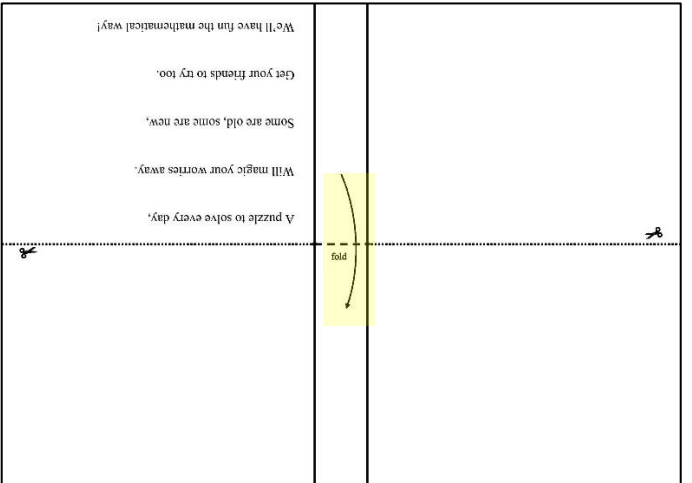 A puzzle to solve every day,
Will magic your worries away.
Some are old, some are new,
Get your friends to try too.
We'll have fun the mathematical way!
fold